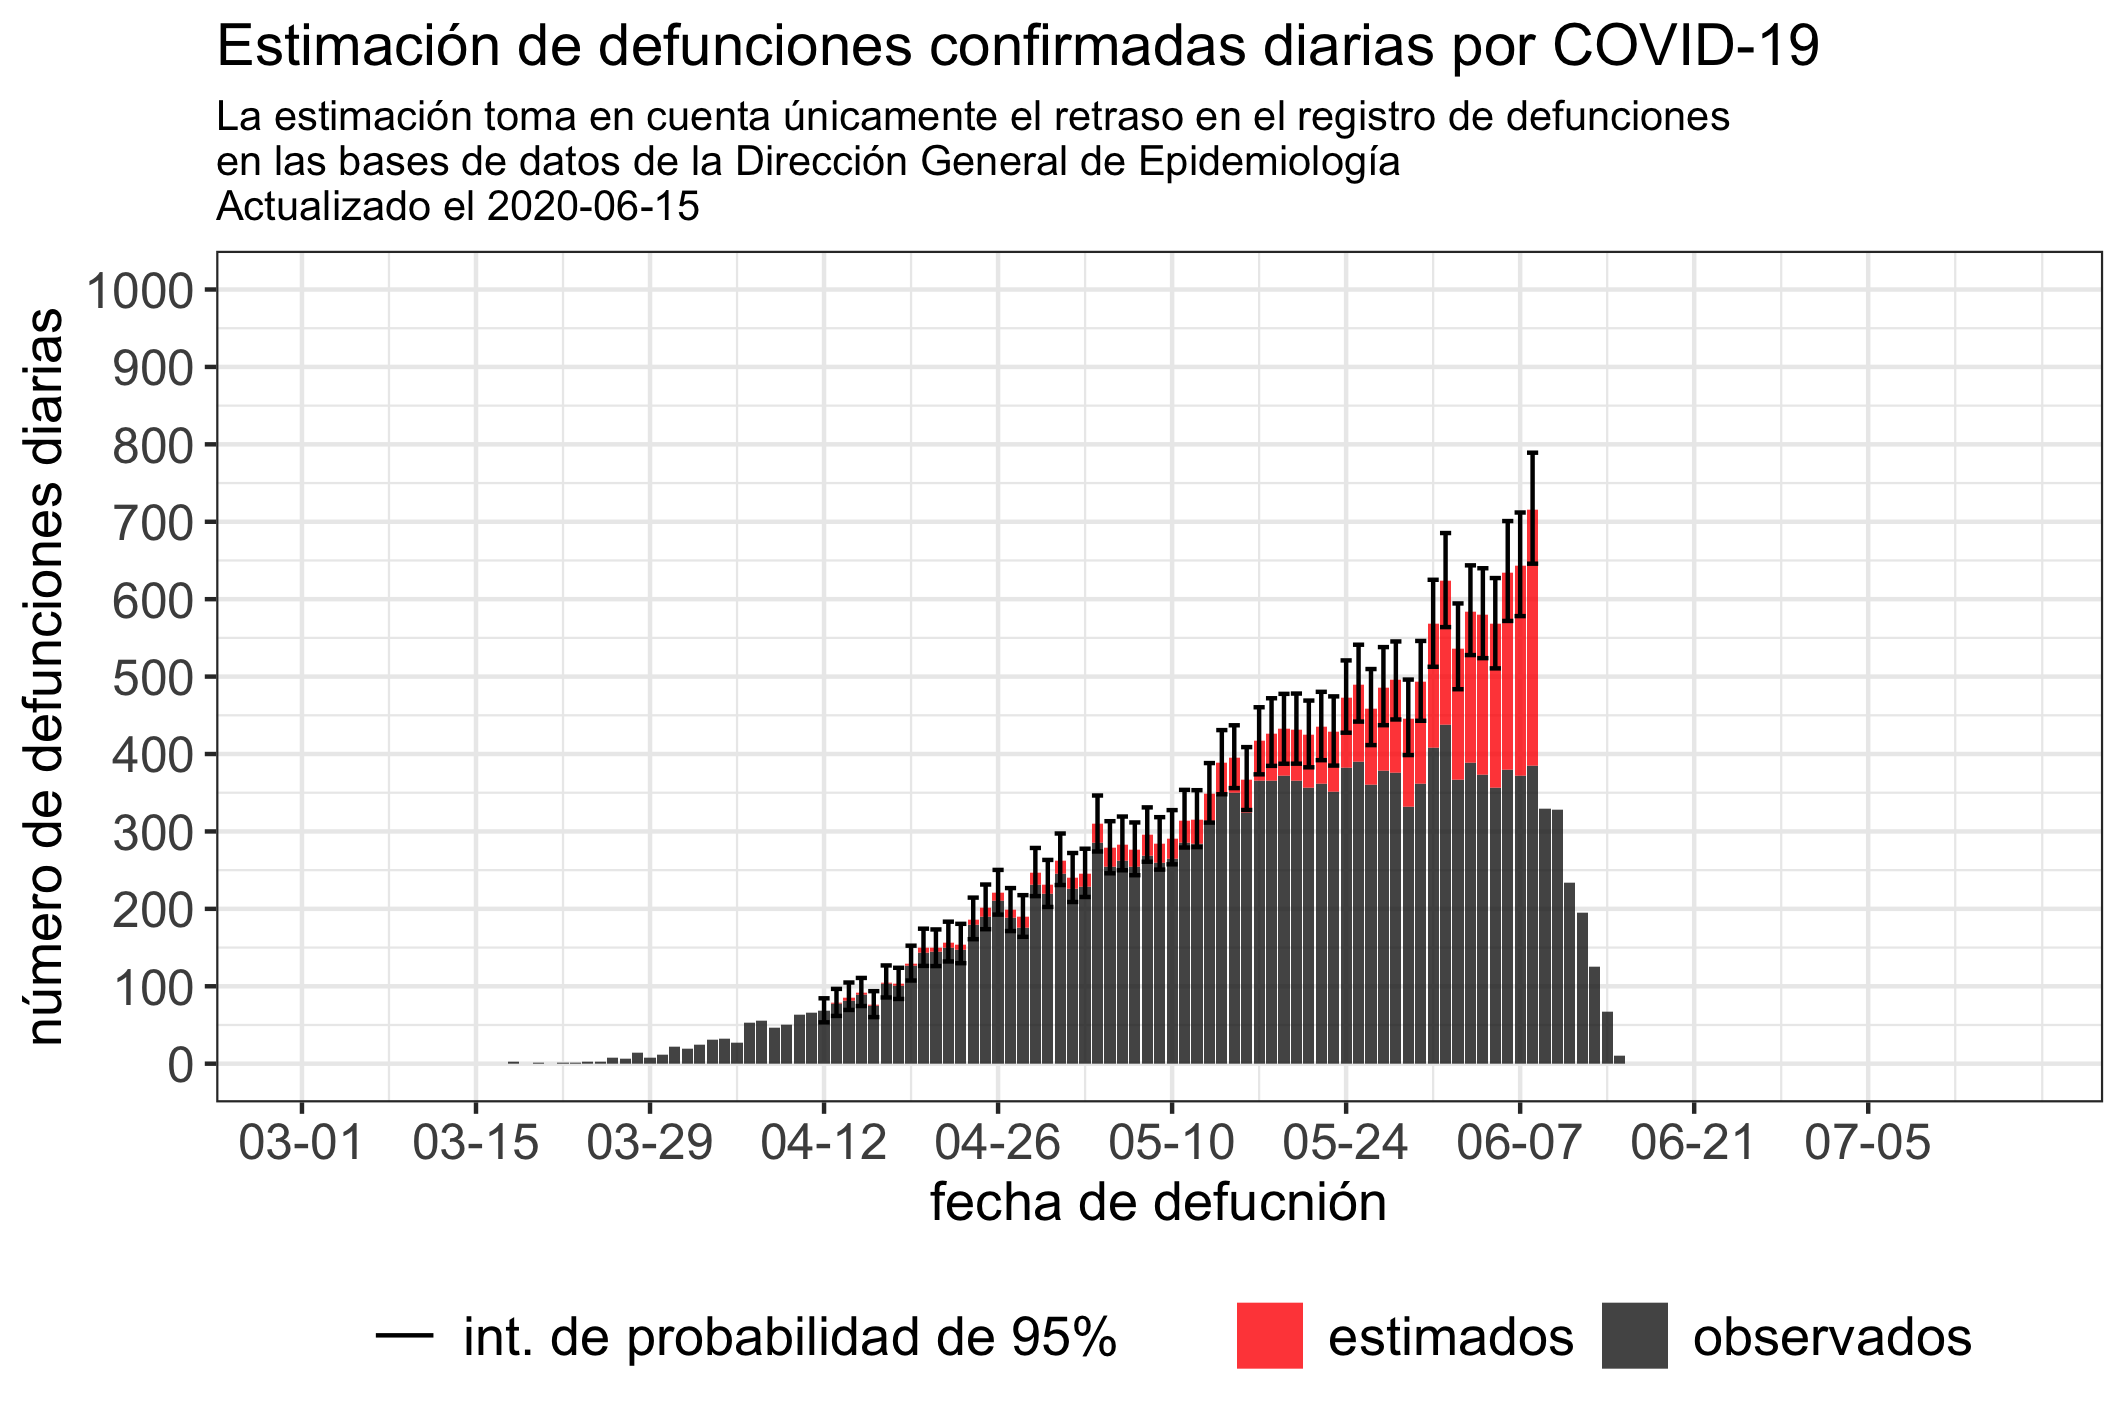 Estimación de defunciones confirmadas diarias por COVID-19
La estimación toma en cuenta únicamente el retraso en el registro de defunciones
en las bases de datos de la Dirección General de Epidemiología
Actualizado el 2020-06-15
número de defunciones diarias
1000
900
800
700
600
500
400
300
200
100
0
03-01 03-15 03-29 04-12 04-26 05-10 05-24 06-07 06-21 07-05
fecha de defucnión
int. de probabilidad de 95% estimados observados